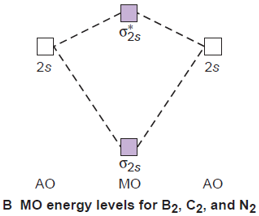 σ*2s
2s 2s
σ2s
AO MO AO
B MO energy levels for B2, C2, and N2